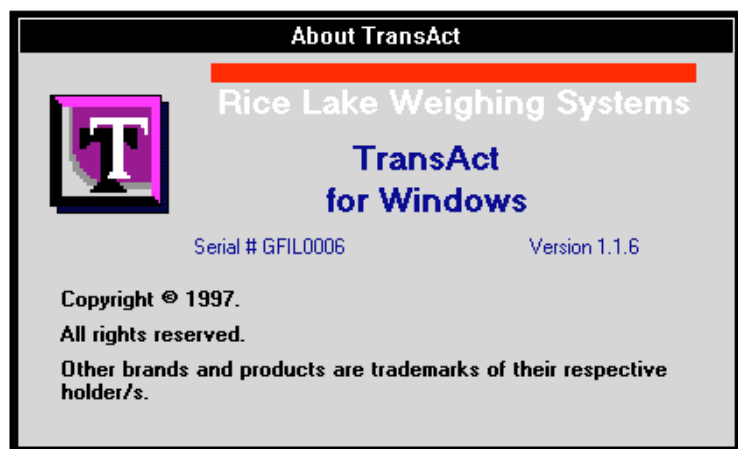 About TransAct
Rice Lake Weighing Systems
T
TransAct
for Windows
Serial # GFIL0006 Version 1.1.6
Copyright © 1997.
All rights reserved.
Other brands and products are trademarks of their respective
holder/s.